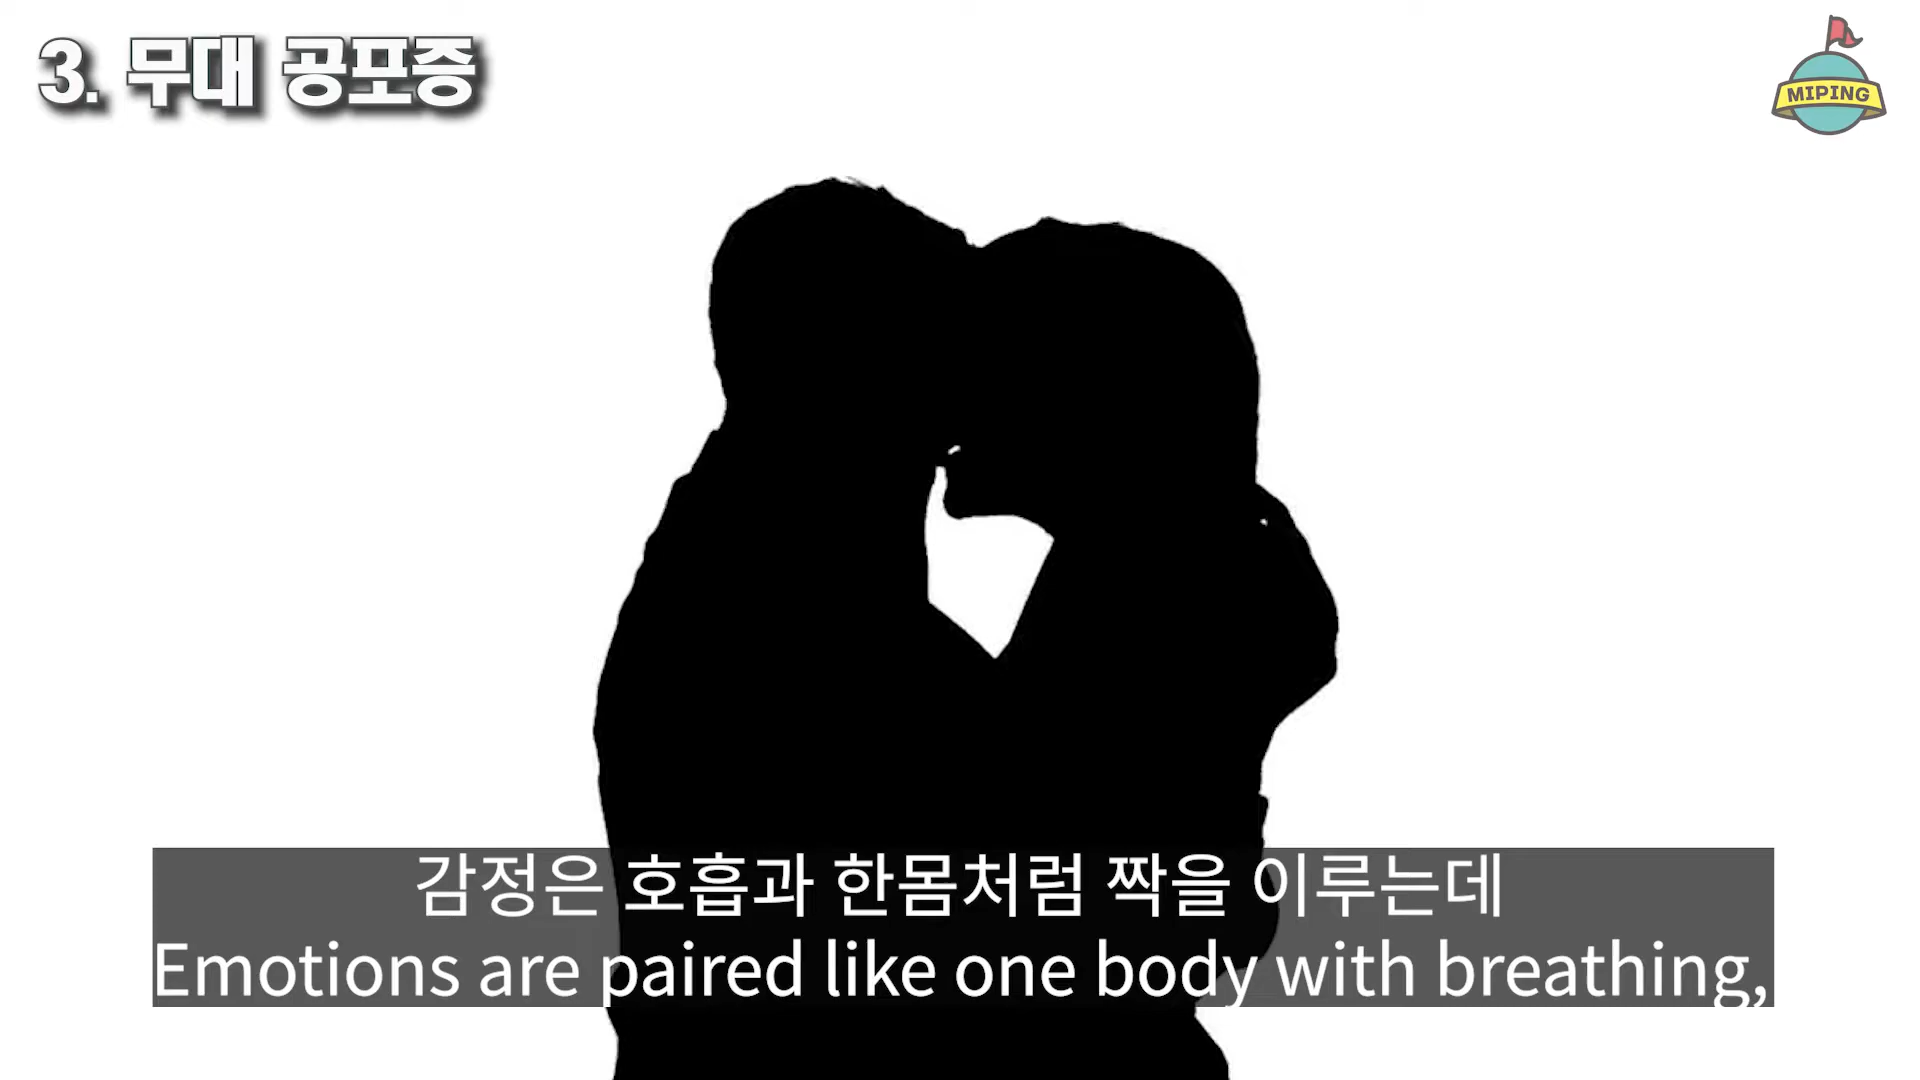 3. 무대 공포증
MIPING
감정은 호흡과 한몸처럼 짝을 이루는데
Emotions are paired like one body with breathing,